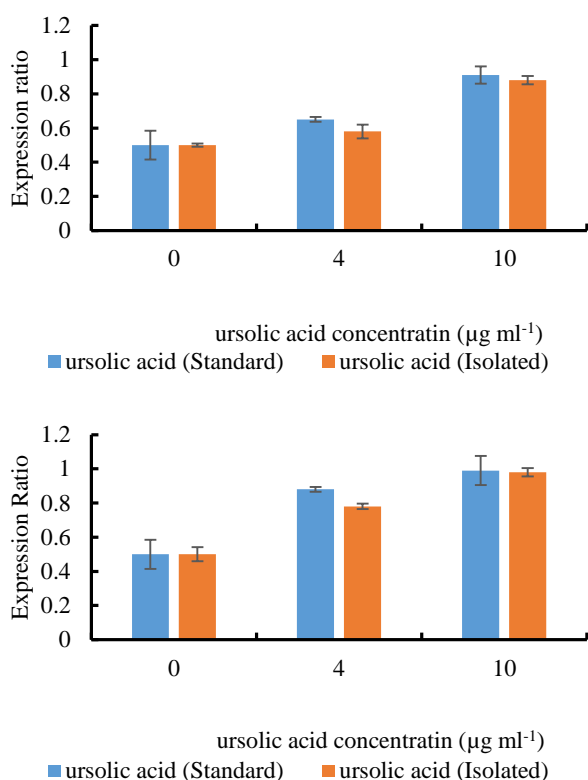 1.2
1
0.8
0.6
0.4
0.2
0
Expression ratio
0 4 10
ursolic acid concentratin (µg ml-1)
ursolic acid (Standard) ursolic acid (Isolated)
1.2
1
0.8
0.6
0.4
0.2
0
Expression Ratio
0 4 10
ursolic acid concentratin (µg ml-1)
ursolic acid (Standard) ursolic acid (Isolated)